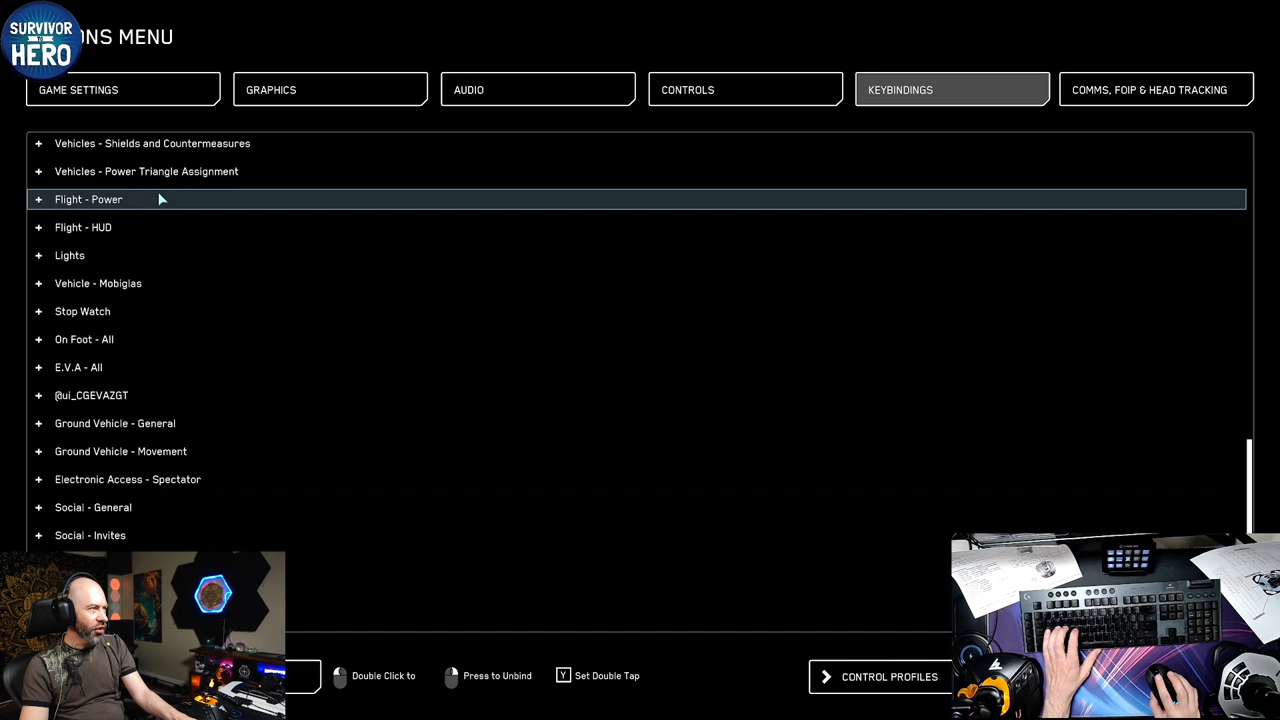 SURVIVOR
TO
HERO
ONS MENU
GAME SETTINGS
GRAPHICS
AUDIO
CONTROLS
KEYBINDINGS
COMMS, FOIP & HEAD TRACKING
+ Vehicles - Shields and Countermeasures
+ Vehicles - Power Triangle Assignment
+ Flight - Power
+ Flight - HUD
+ Lights
+ Vehicle - Mobiglas
+ Stop Watch
+ On Foot - All
+ E.V.A - All
+ @ui_CGEVAZGT
+ Ground Vehicle - General
+ Ground Vehicle - Movement
+ Electronic Access - Spectator
+ Social - General
+ Social - Invites
Double Click to
Press to Unbind
Y Set Double Tap
CONTROL PROFILES